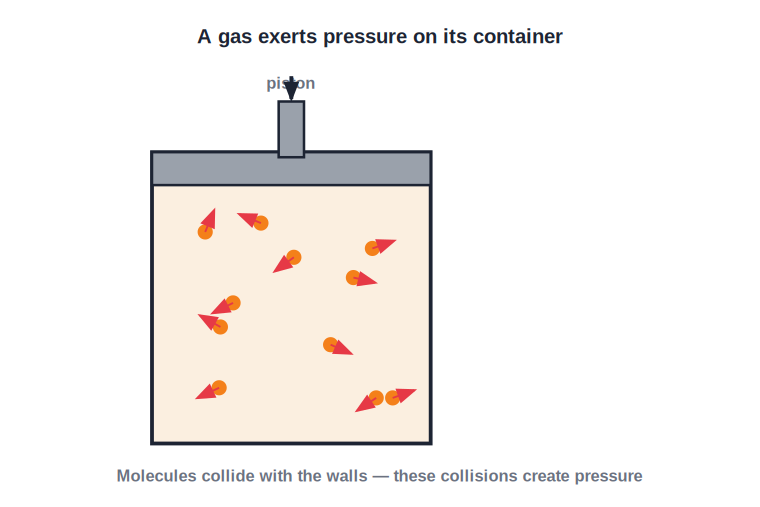 A gas exerts pressure on its container
piston
Molecules collide with the walls — these collisions create pressure